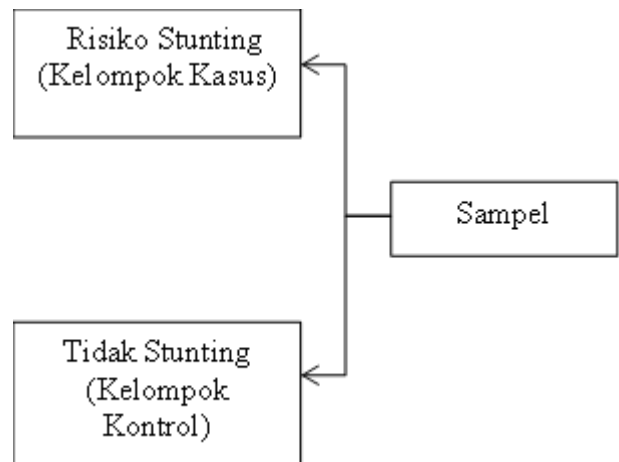 Risiko Stunting
(Kelompok Kasus)
Sampel
Tidak Stunting
(Kelompok
Kontrol)